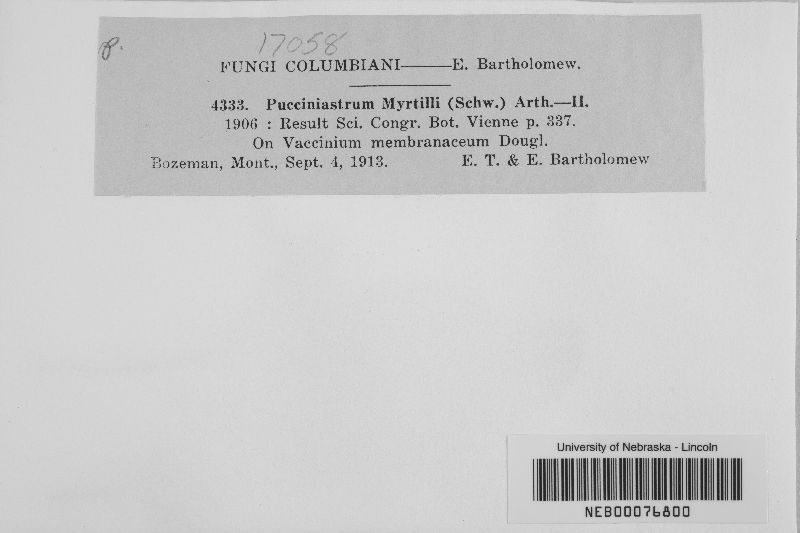 P. 17058
FUNGI COLUMBIANI——E. Bartholomew.
4333. Pucciniastrum Myrtilli (Schw.) Arth.—II.
1906 : Result Sci. Congr. Bot. Vienne p. 337.
On Vaccinium membranaceum Dougl.
Bozeman, Mont., Sept. 4, 1913. E. T. & E. Bartholomew
University of Nebraska - Lincoln
NEB00076800